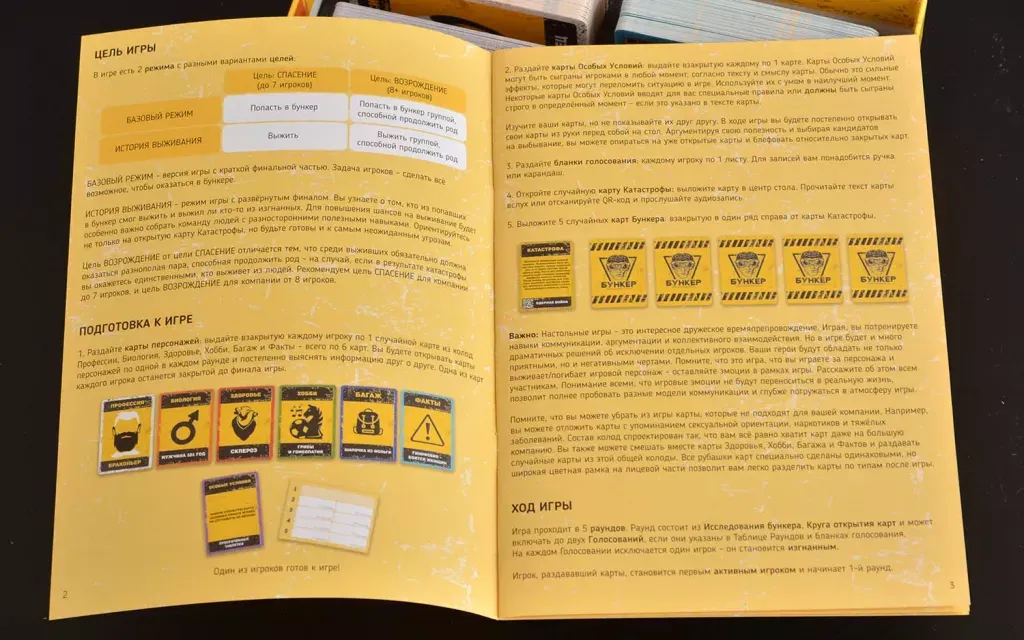 ЦЕЛЬ ИГРЫ
В игре есть 2 режима с разными вариантами целей:
Цель: СПАСЕНИЕ
(до 7 игроков)
Цель: ВОЗРОЖДЕНИЕ
(8+ игроков)
БАЗОВЫЙ РЕЖИМ
Попасть в бункер
Попасть в бункер группой,
способной продолжить род
ИСТОРИЯ ВЫЖИВАНИЯ
Выжить
Выжить группой,
способной продолжить род
БАЗОВЫЙ РЕЖИМ – версия игры с краткой финальной частью. Задача игроков – сделать всё
возможное, чтобы оказаться в бункере.
ИСТОРИЯ ВЫЖИВАНИЯ – режим игры с развёрнутым финалом. Вы узнаете о том, кто из попавших
в бункер смог выжить и выжил ли кто-то из изгнанных. Для повышения шансов на выживание будет
особенно важно собрать команду людей с разносторонними полезными навыками. Ориентируйтесь
не только на открытую карту Катастрофы, но будьте готовы и к самым неожиданным угрозам.
Цель ВОЗРОЖДЕНИЕ от цели СПАСЕНИЕ отличается тем, что среди выживших обязательно должна
оказаться разнополая пара, способная продолжить род – на случай, если в результате катастрофы
вы окажетесь единственными, кто выживет из людей. Рекомендуем цель СПАСЕНИЕ для компании
до 7 игроков, и цель ВОЗРОЖДЕНИЕ для компании от 8 игроков.
ПОДГОТОВКА К ИГРЕ
1. Раздайте карты персонажей: выдайте взакрытую каждому игроку по 1 случайной карте из колод
Профессии, Биология, Здоровье, Хобби, Багаж и Факты – всего по 6 карт. Вы будете открывать карты
персонажей по одной в каждом раунде и постепенно выяснять информацию друг о друге. Одна из карт
каждого игрока останется закрытой до финала игры.
ПРОФЕССИЯ
БРАКОНЬЕР
БИОЛОГИЯ
МУЖЧИНА 101 ГОД
ЗДОРОВЬЕ
СКЛЕРОЗ
ХОББИ
ГРИБЫ
И ГОМЕОПАТИЯ
БАГАЖ
ШАПОЧКА ИЗ ФОЛЬГИ
ФАКТЫ
ГИНОФОБИЯ -
БОИТСЯ ЖЕНЩИН
ОСОБЫЕ УСЛОВИЯ
ТАБЛЕТКИ
1
2
3
4
5
Один из игроков готов к игре!
2
2. Раздайте карты Особых Условий: выдайте взакрытую каждому по 1 карте. Карты Особых Условий
могут быть сыграны игроками в любой момент, согласно тексту и смыслу карты. Обычно это сильные
эффекты, которые могут переломить ситуацию в игре. Используйте их с умом в наилучший момент.
Некоторые карты Особых Условий вводят для вас специальные правила или должны быть сыграны
строго в определённый момент – если это указано в тексте карты.
Изучите ваши карты, но не показывайте их друг другу. В ходе игры вы будете постепенно открывать
свои карты из руки перед собой на стол. Аргументируя свою полезность и выбирая кандидатов
на выбывание, вы можете опираться на уже открытые карты и блефовать относительно закрытых карт.
3. Раздайте бланки голосования: каждому игроку по 1 листу. Для записей вам понадобится ручка
или карандаш.
4. Откройте случайную карту Катастрофы: выложите карту в центр стола. Прочитайте текст карты
вслух или отсканируйте QR-код и прослушайте аудиозапись.
5. Выложите 5 случайных карт Бункера: взакрытую в один ряд справа от карты Катастрофы.
КАТАСТРОФА
ЯДЕРНАЯ ВОЙНА
БУНКЕР
БУНКЕР
БУНКЕР
БУНКЕР
БУНКЕР
Важно: Настольные игры – это интересное дружеское времяпрепровождение. Играя, вы потренируете
навыки коммуникации, аргументации и коллективного взаимодействия. Но в игре будет и много
драматичных решений об исключении отдельных игроков. Ваши герои будут обладать не только
приятными, но и негативными чертами. Помните, что это игра, что вы играете за персонажа и
выживает/погибает игровой персонаж – оставляйте эмоции в рамках игры. Расскажите об этом всем
участникам. Понимание всеми, что игровые эмоции не будут переноситься в реальную жизнь,
позволит полнее пробовать разные модели коммуникации и глубже погружаться в атмосферу игры.
Помните, что вы можете убрать из игры карты, которые не подходят для вашей компании. Например,
вы можете отложить карты с упоминанием сексуальной ориентации, наркотиков и тяжёлых
заболеваний. Состав колод спроектирован так, что вам всё равно хватит карт даже на большую
компанию. Вы также можете смешать вместе карты Здоровья, Хобби, Багажа и Фактов и раздавать
случайные карты из этой общей колоды. Все рубашки карт специально сделаны одинаковыми, но
широкая цветная рамка на лицевой части позволит вам легко разделить карты по типам после игры.
ХОД ИГРЫ
Игра проходит в 5 раундов. Раунд состоит из Исследования бункера, Круга открытия карт и может
включать до двух Голосований, если они указаны в Таблице Раундов и бланках голосования.
На каждом Голосовании исключается один игрок – он становится изгнанным.
Игрок, раздававший карты, становится первым активным игроком и начинает 1-й раунд.
3